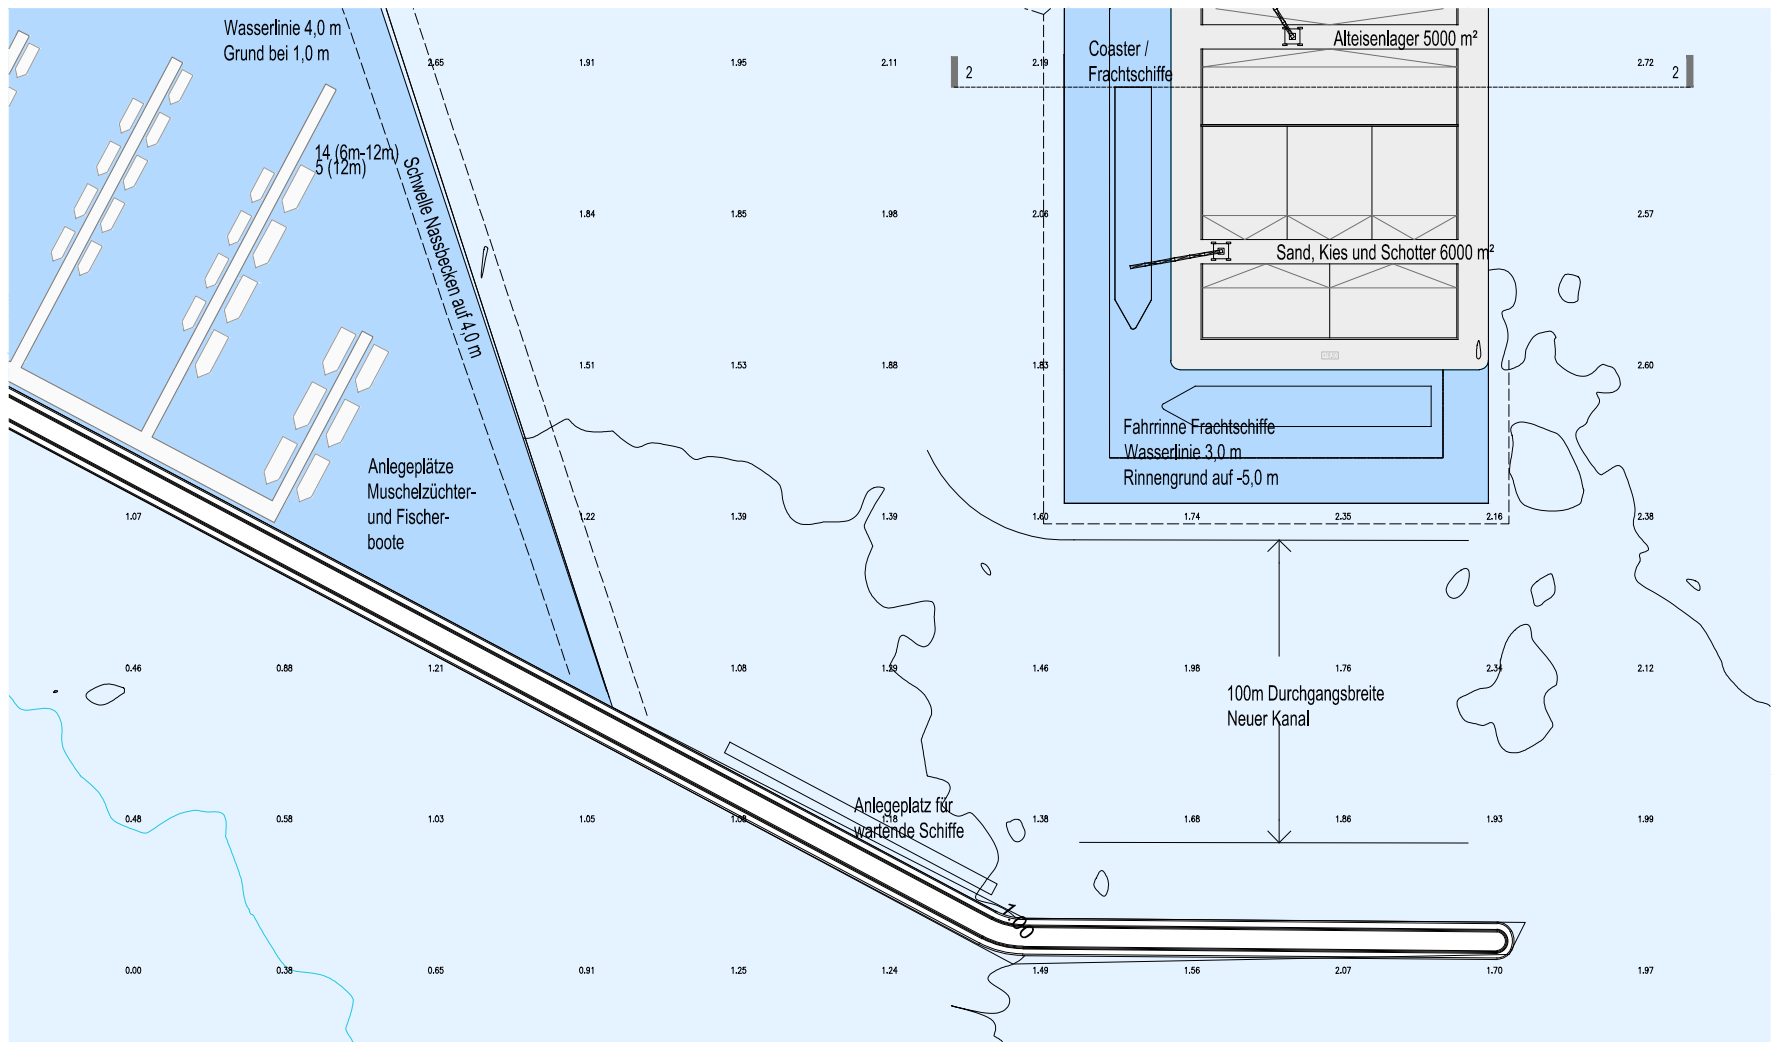 Wasserlinie 4,0 m
Grund bei 1,0 m
Coaster /
Frachtschiffe
Alteisenlager 5000 m²
2.65 1.91 1.95 2.11 2.19 2.72
2 2
14 (6m-12m)
5 (12m)
Schwelle Nassbecken auf 4,0 m
1.84 1.85 1.98 2.06 2.57
Sand, Kies und Schotter 6000 m²
1.51 1.53 1.88 1.83 2.60
Fahrrinne Frachtschiffe
Wasserlinie 3,0 m
Rinnengrund auf -5,0 m
Anlegeplätze
Muschelzüchter-
und Fischer-
boote
1.07 1.22 1.39 1.39 1.60 1.74 2.35 2.16 2.38
0.46 0.88 1.21 1.08 1.29 1.46 1.98 1.76 2.34 2.12
100m Durchgangsbreite
Neuer Kanal
Anlegeplatz für
wartende Schiffe
0.48 0.58 1.03 1.05 1.08 1.18 1.38 1.68 1.86 1.93 1.99
1.00
0.00 0.38 0.65 0.91 1.25 1.24 1.49 1.56 2.07 1.70 1.97